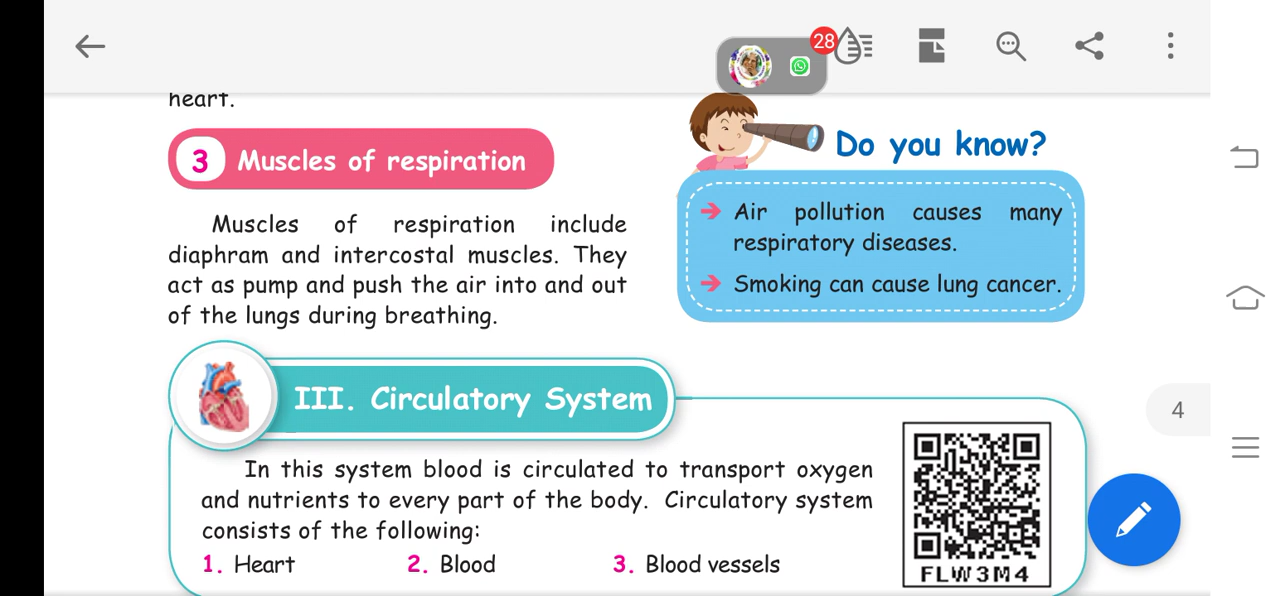 28
heart.
3 Muscles of respiration
Muscles of respiration include
diaphram and intercostal muscles. They
act as pump and push the air into and out
of the lungs during breathing.
Do you know?
→ Air pollution causes many
respiratory diseases.
→ Smoking can cause lung cancer.
III. Circulatory System
4
In this system blood is circulated to transport oxygen
and nutrients to every part of the body. Circulatory system
consists of the following:
1. Heart 2. Blood 3. Blood vessels
FLW3M4